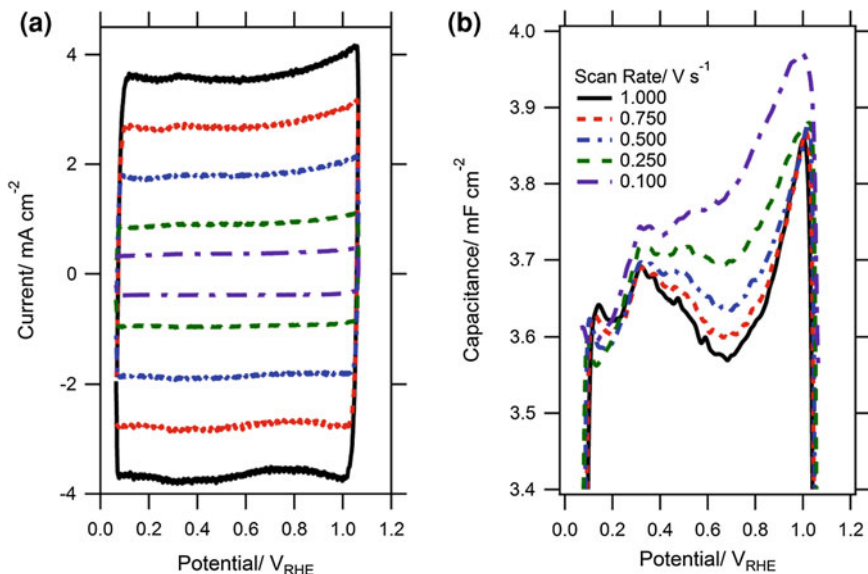 (a)
4
2
0
-2
-4
Current/ mA cm-2
0.0 0.2 0.4 0.6 0.8 1.0 1.2
Potential/ VRHE
(b)
4.0
3.9
3.8
3.7
3.6
3.5
3.4
Capacitance/ mF cm-2
Scan Rate/ V s-1
1.000
0.750
0.500
0.250
0.100
0.0 0.2 0.4 0.6 0.8 1.0 1.2
Potential/ VRHE